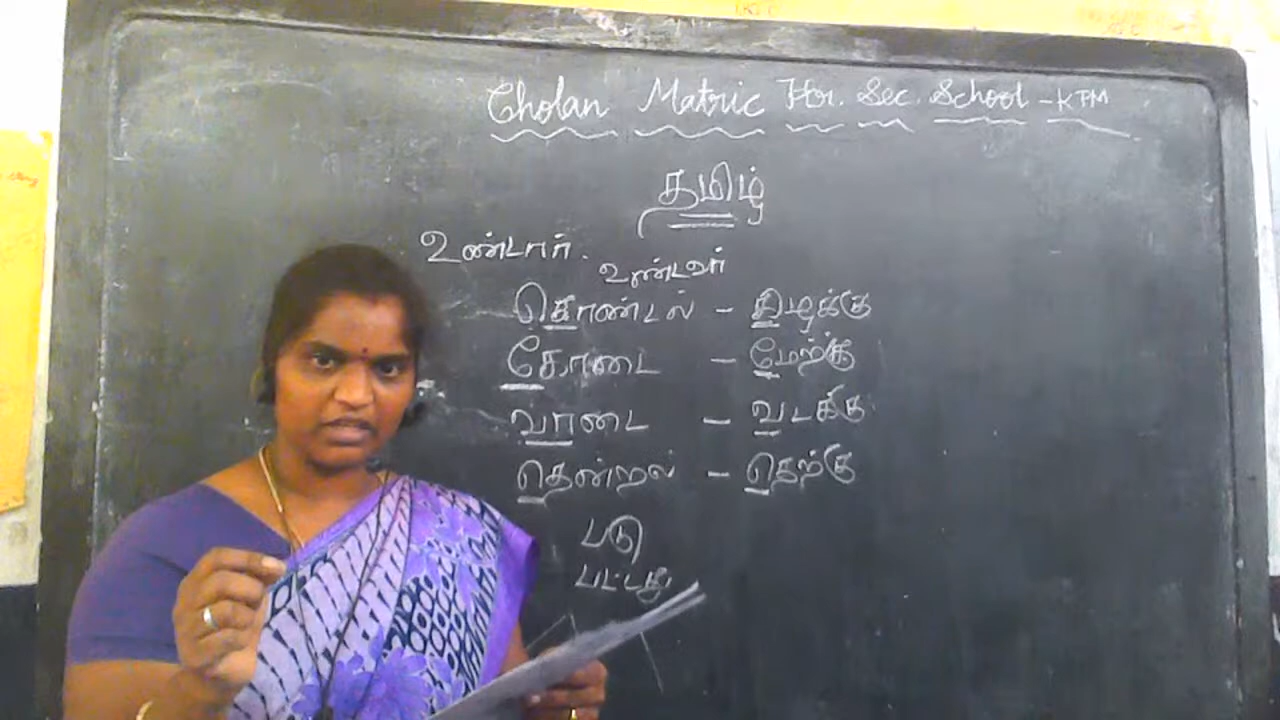 Cholan Matric Hr. Sec. School - KTM
தமிழ்
உண்டார்.
உண்டவர்
கொண்டல் - கிழக்கு
கோடை - மேற்கு
வாடை - வடக்கு
தென்றல் - தெற்கு
படு
பட்டது